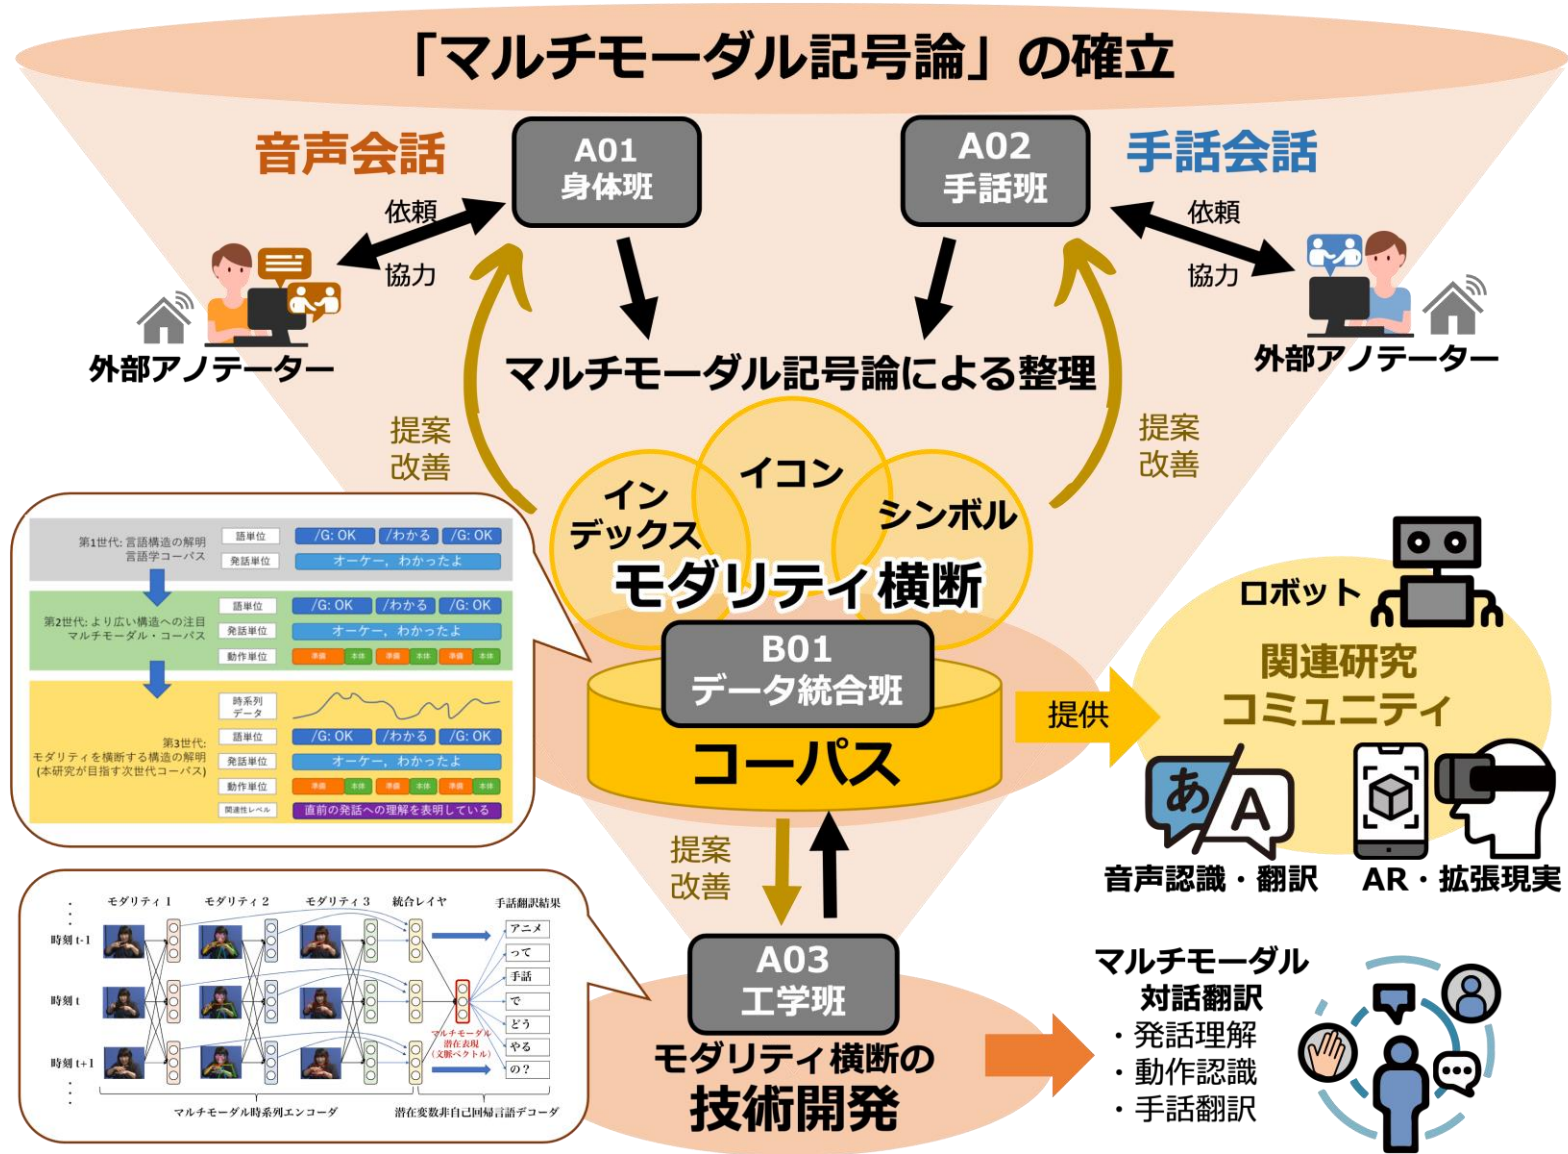 「マルチモーダル記号論」の確立
音声会話
A01
身体班
A02
手話班
手話会話
依頼
協力
依頼
協力
外部アノテーター
外部アノテーター
マルチモーダル記号論による整理
提案
改善
提案
改善
イン
デックス
イコン
シンボル
モダリティ横断
B01
データ統合班
コーパス
第1世代: 言語構造の解明
言語学コーパス
語単位
/G: OK
/わかる
/G: OK
発話単位
オーケー，わかったよ
第2世代: より広い構造への注目
マルチモーダル・コーパス
語単位
/G: OK
/わかる
/G: OK
発話単位
オーケー，わかったよ
動作単位
準備
本体
準備
本体
準備
本体
第3世代:
モダリティを横断する構造の解明
(本研究が目指す次世代コーパス)
時系列
データ
語単位
/G: OK
/わかる
/G: OK
発話単位
オーケー，わかったよ
動作単位
準備
本体
準備
本体
準備
本体
関連性レベル
直前の発話への理解を表明している
提供
ロボット
関連研究
コミュニティ
あ
A
音声認識・翻訳
AR・拡張現実
提案
改善
A03
工学班
モダリティ横断の
技術開発
モダリティ 1
モダリティ 2
モダリティ 3
統合レイヤ
手話翻訳結果
時刻 t-1
時刻 t
時刻 t+1
アニメ
って
手話
で
どう
やる
の？
マルチモーダル
潜在表現
（文脈ベクトル）
マルチモーダル時系列エンコーダ
潜在変数非自己回帰言語デコーダ
マルチモーダル
対話翻訳
・発話理解
・動作認識
・手話翻訳